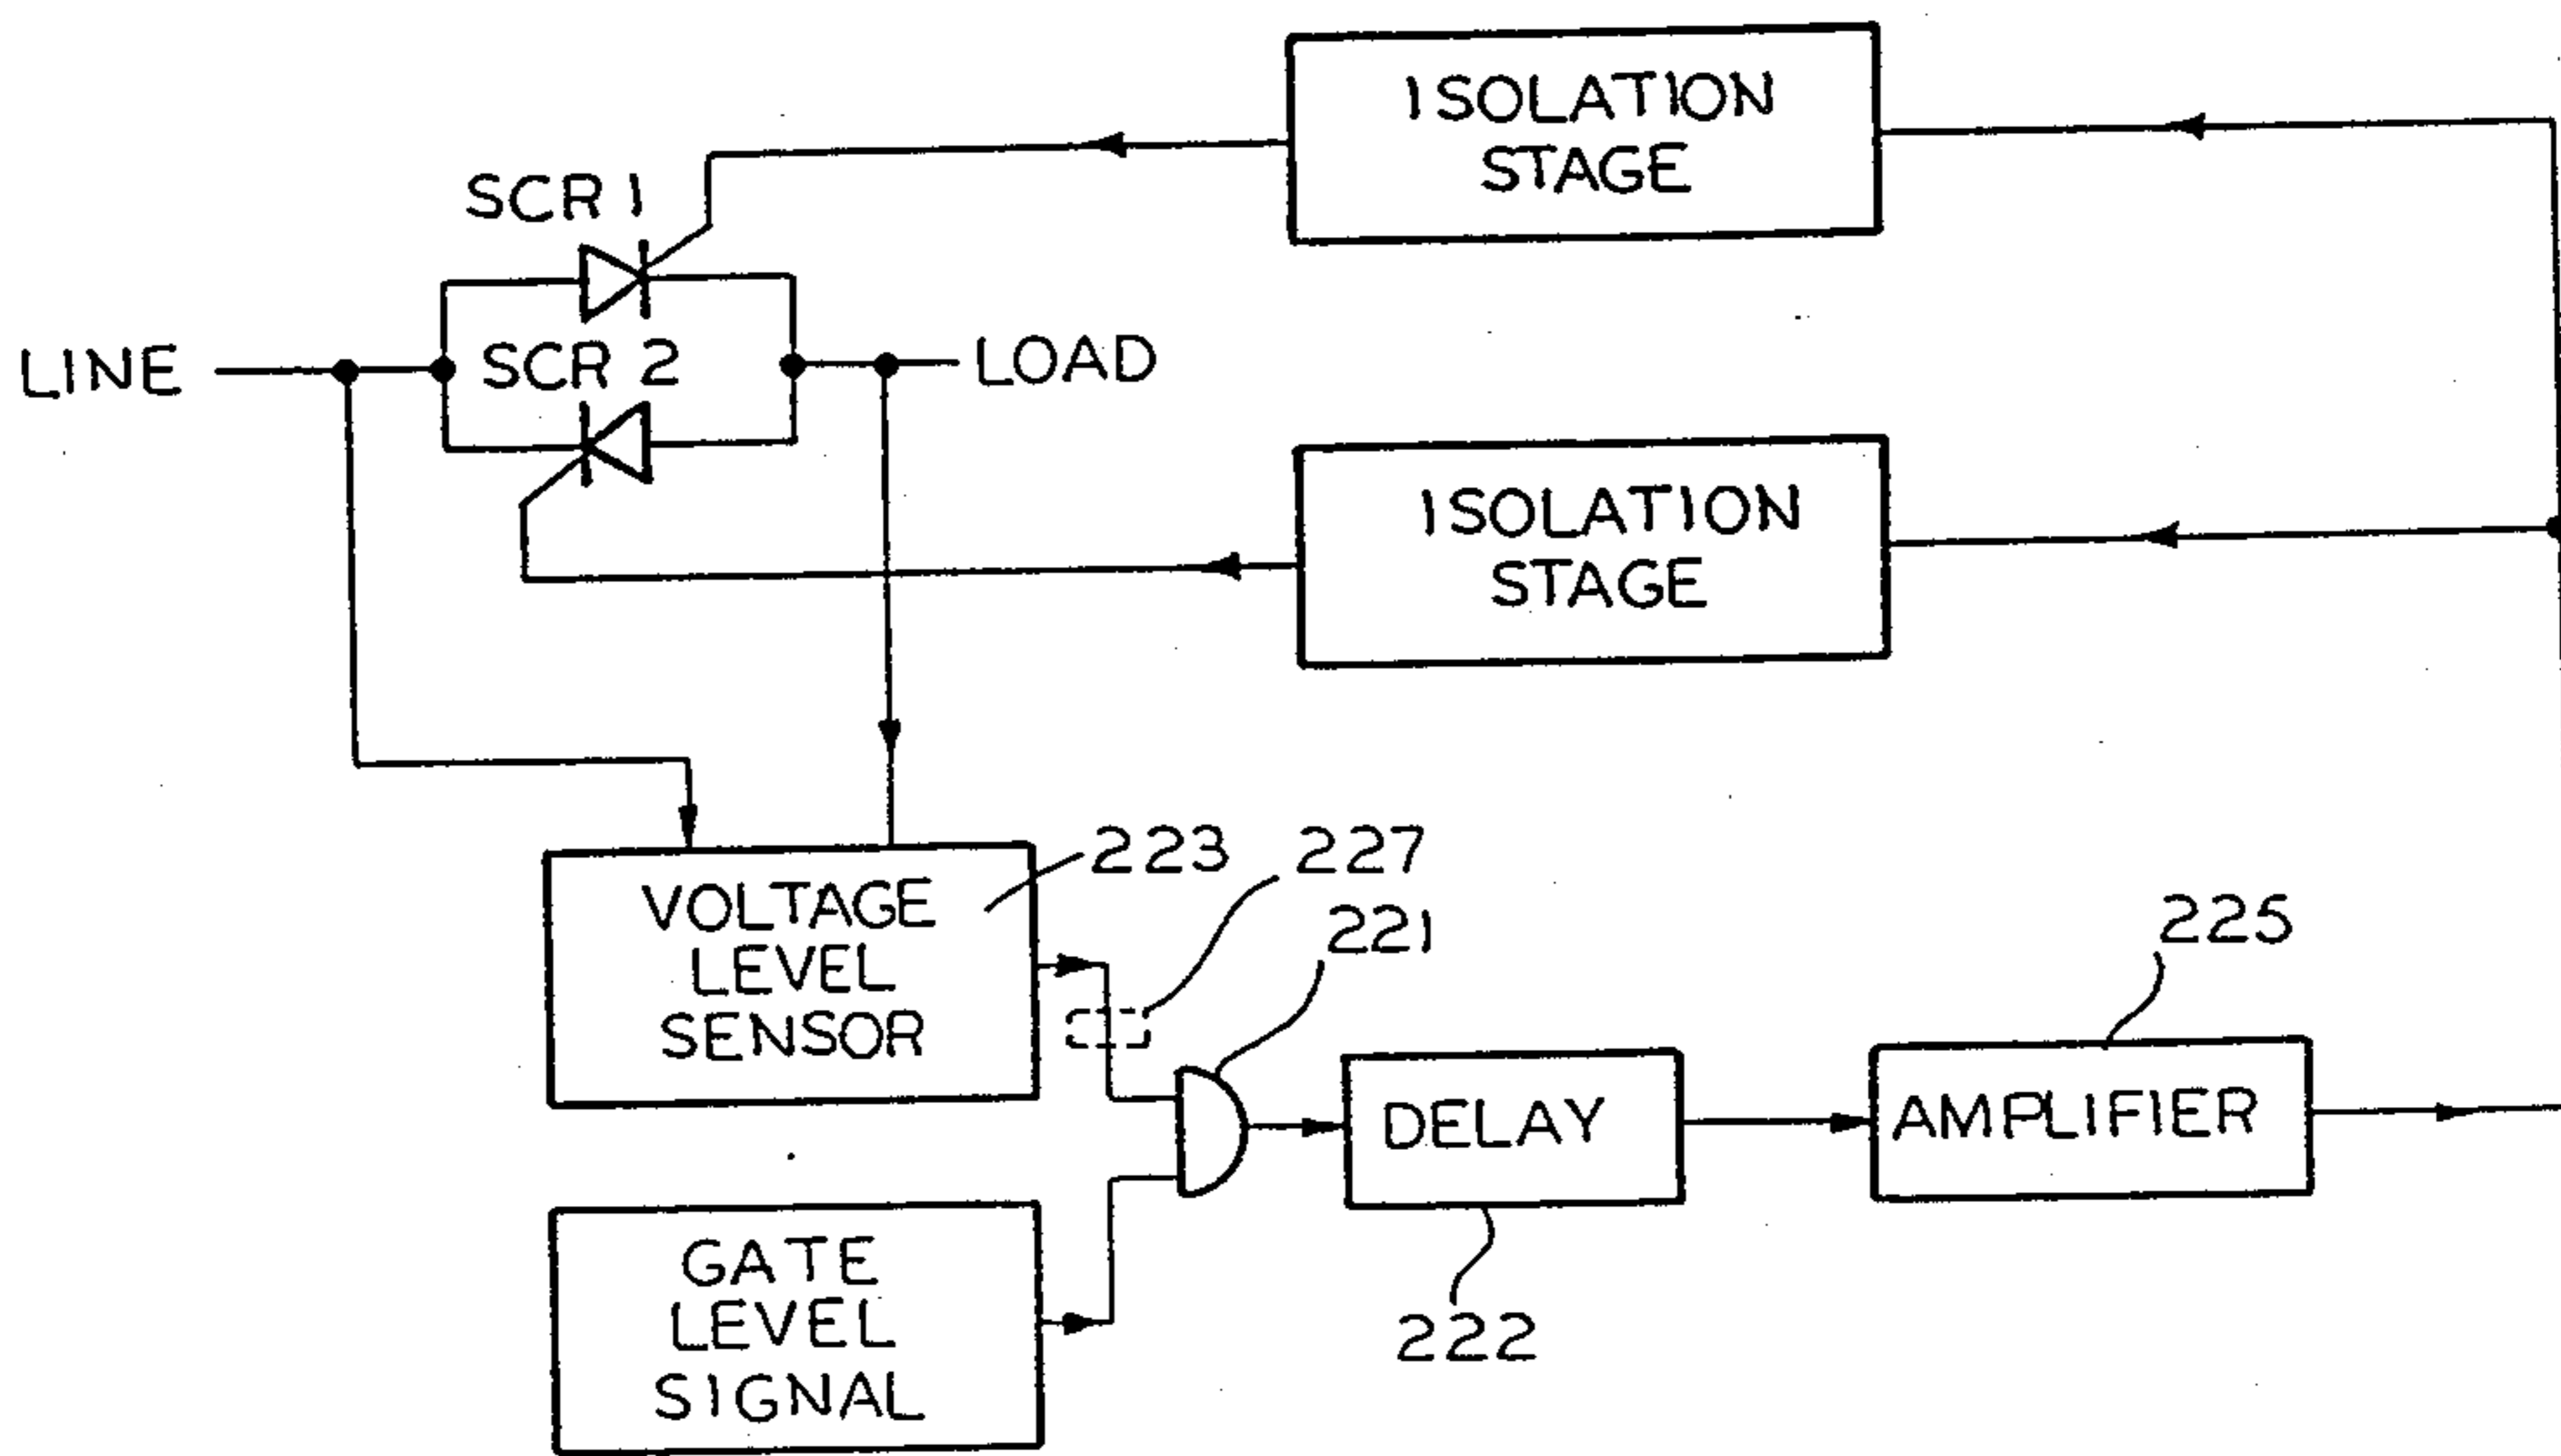 ISOLATION
STAGE
SCR 1
LINE
SCR 2
LOAD
ISOLATION
STAGE
223
227
221
225
VOLTAGE
LEVEL
SENSOR
DELAY
AMPLIFIER
222
GATE
LEVEL
SIGNAL